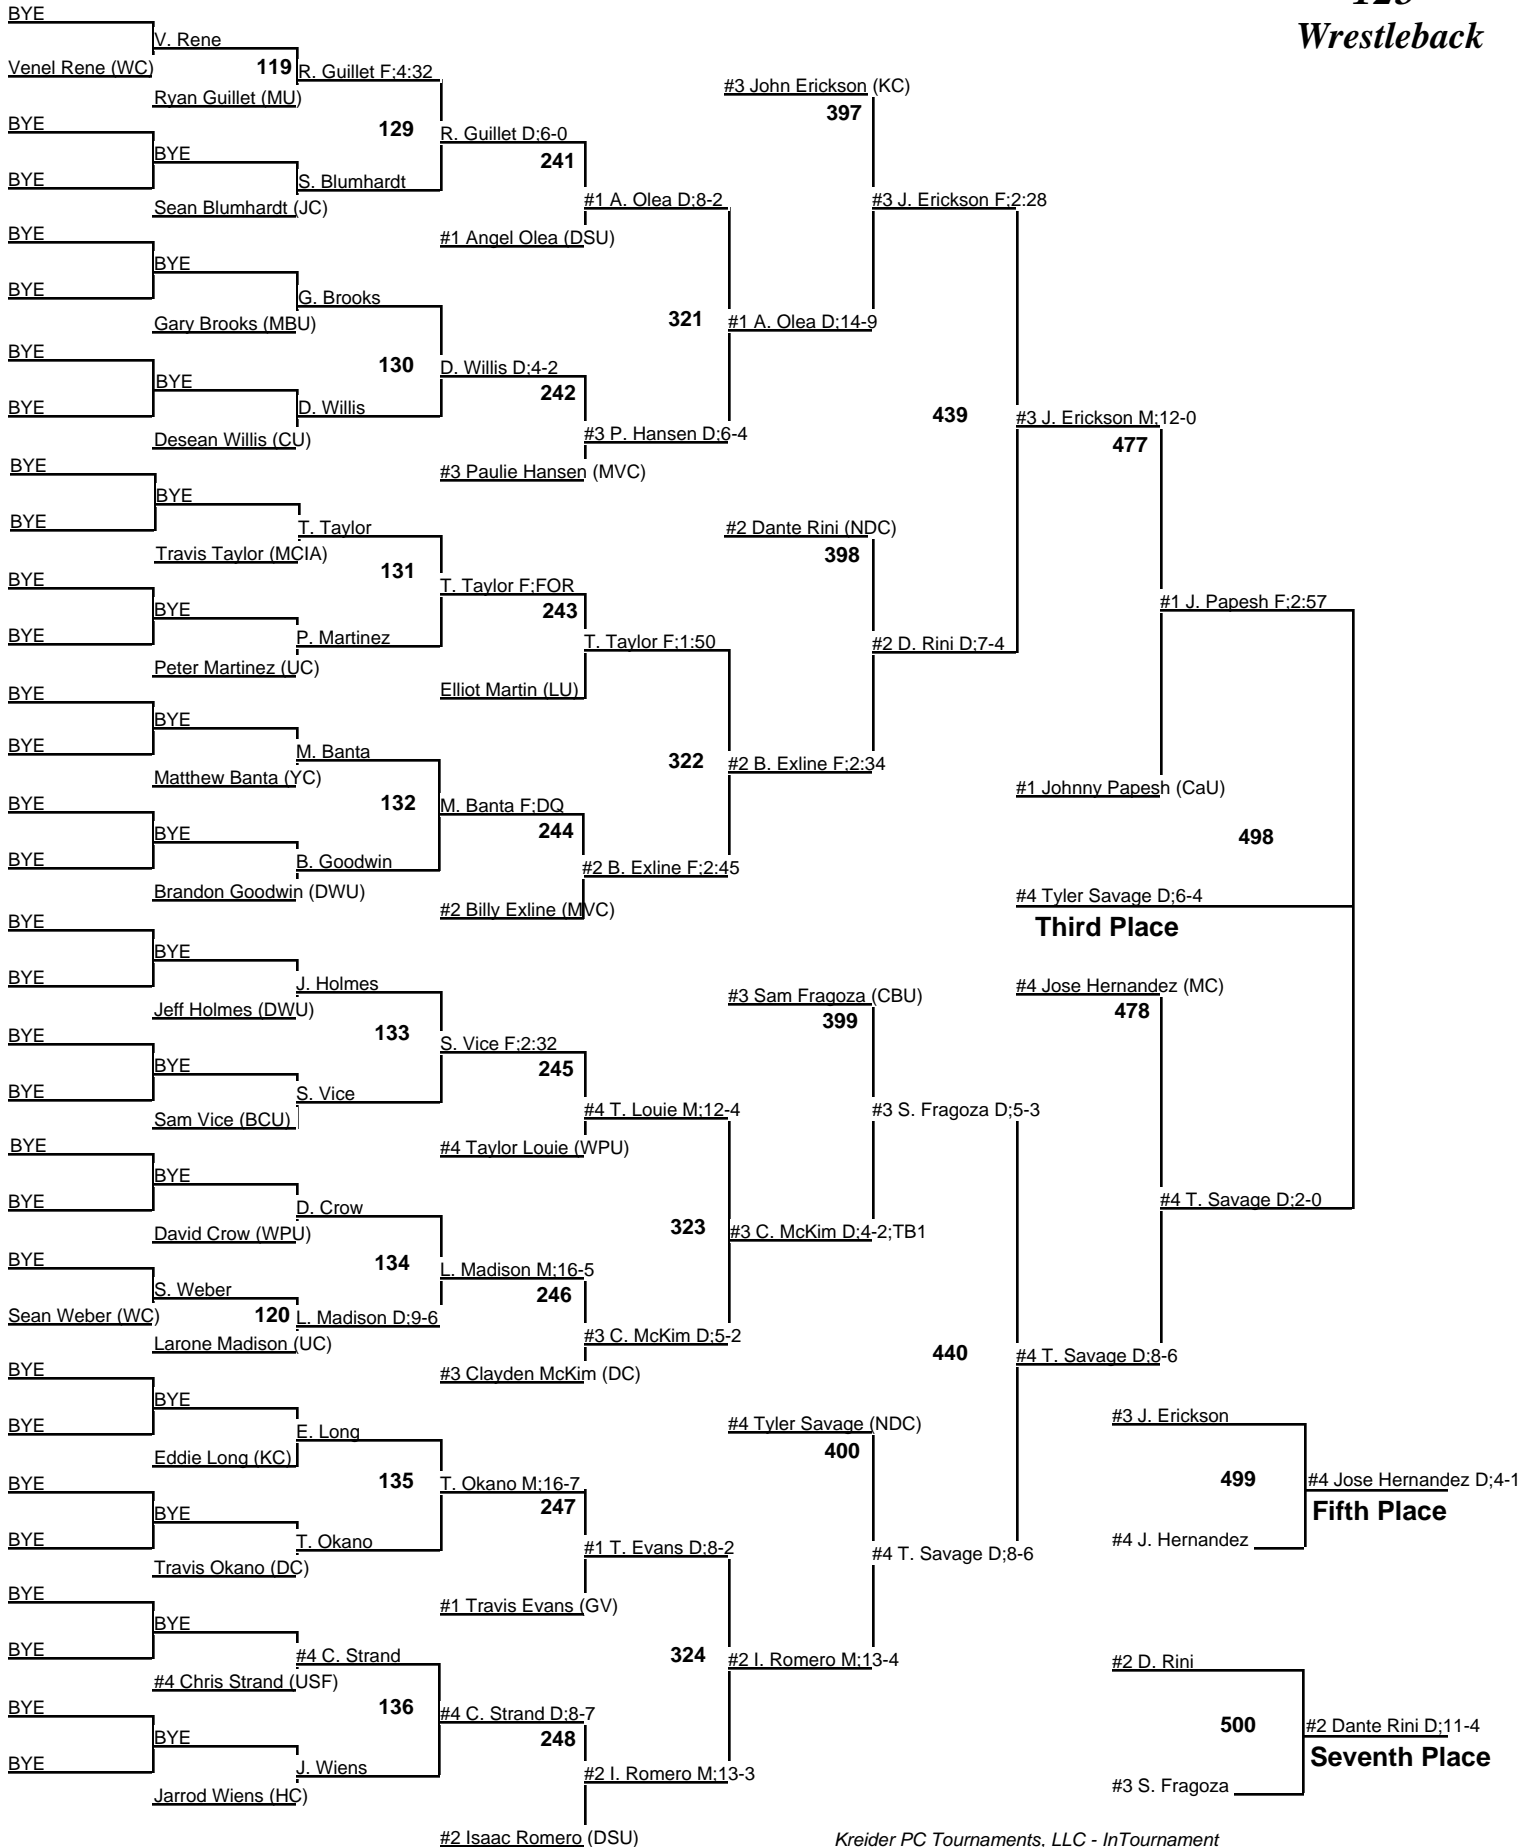 Wrestleback
BYE
V. Rene
Venel Rene (WC)
119
R. Guillet F;4:32
Ryan Guillet (MU)
BYE
129
R. Guillet D;6-0
BYE
241
BYE
S. Blumhardt
Sean Blumhardt (JC)
#1 A. Olea D;8-2
BYE
#1 Angel Olea (DSU)
BYE
BYE
G. Brooks
Gary Brooks (MBU)
321
#1 A. Olea D;14-9
BYE
130
D. Willis D;4-2
BYE
242
BYE
D. Willis
Desean Willis (CU)
#3 P. Hansen D;6-4
BYE
#3 Paulie Hansen (MVC)
#3 John Erickson (KC)
397
#3 J. Erickson F;2:28
439
#3 J. Erickson M;12-0
477
BYE
BYE
T. Taylor
Travis Taylor (MCIA)
#2 Dante Rini (NDC)
398
131
BYE
T. Taylor F;FOR
243
BYE
BYE
P. Martinez
T. Taylor F;1:50
#2 D. Rini D;7-4
#1 J. Papesh F;2:57
Peter Martinez (UC)
Elliot Martin (LU)
BYE
BYE
BYE
M. Banta
Matthew Banta (YC)
322
#2 B. Exline F;2:34
#1 Johnny Papesh (CaU)
BYE
132
M. Banta F;DQ
244
498
BYE
BYE
B. Goodwin
#2 B. Exline F;2:45
Brandon Goodwin (DWU)
#2 Billy Exline (MVC)
#4 Tyler Savage D;6-4
Third Place
BYE
BYE
BYE
J. Holmes
Jeff Holmes (DWU)
#3 Sam Fragoza (CBU)
399
#4 Jose Hernandez (MC)
478
BYE
133
S. Vice F;2:32
245
BYE
BYE
S. Vice
Sam Vice (BCU)
#4 T. Louie M;12-4
#3 S. Fragoza D;5-3
#4 Taylor Louie (WPU)
BYE
BYE
BYE
D. Crow
David Crow (WPU)
323
#3 C. McKim D;4-2;TB1
#4 T. Savage D;2-0
BYE
134
L. Madison M;16-5
246
S. Weber
Sean Weber (WC)
120
L. Madison D;9-6
Larone Madison (UC)
#3 C. McKim D;5-2
#3 Clayden McKim (DC)
440
#4 T. Savage D;8-6
BYE
BYE
BYE
E. Long
Eddie Long (KC)
#4 Tyler Savage (NDC)
400
#3 J. Erickson
499
#4 Jose Hernandez D;4-1
Fifth Place
#4 J. Hernandez
BYE
135
T. Okano M;16-7
247
BYE
BYE
T. Okano
Travis Okano (DC)
#1 T. Evans D;8-2
#4 T. Savage D;8-6
#1 Travis Evans (GV)
BYE
BYE
BYE
#4 C. Strand
#4 Chris Strand (USF)
324
#2 I. Romero M;13-4
#2 D. Rini
500
#2 Dante Rini D;11-4
Seventh Place
#3 S. Fragoza
BYE
136
#4 C. Strand D;8-7
248
BYE
BYE
J. Wiens
Jarrod Wiens (HC)
#2 I. Romero M;13-3
#2 Isaac Romero (DSU)
Kreider PC Tournaments, LLC - InTournament